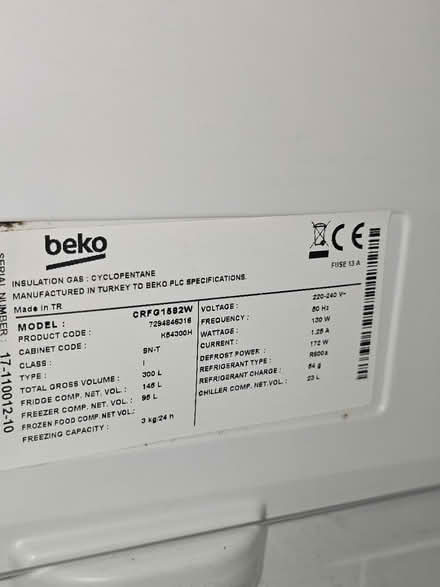 beko
CE
FUSE 13 A
INSULATION GAS : CYCLOPENTANE
MANUFACTURED IN TURKEY TO BEKO PLC SPECIFICATIONS.
Made in TR
MODEL : CRFG1582W
PRODUCT CODE : 7294846316
CABINET CODE : K54300H
CLASS : SN-T
TYPE : I
TOTAL GROSS VOLUME : 300 L
FRIDGE COMP. NET. VOL. : 145 L
FREEZER COMP. NET VOL. : 95 L
FROZEN FOOD COMP. NET VOL. :
FREEZING CAPACITY : 3 kg/24 h
VOLTAGE : 220-240 V~
FREQUENCY : 50 Hz
WATTAGE : 130 W
CURRENT : 1.25 A
DEFROST POWER : 172 W
REFRIGERANT TYPE : R600a
REFRIGERANT CHARGE : 54 g
CHILLER COMP. NET VOL. : 23 L
SERIAL NUMBER : 17-110012-10